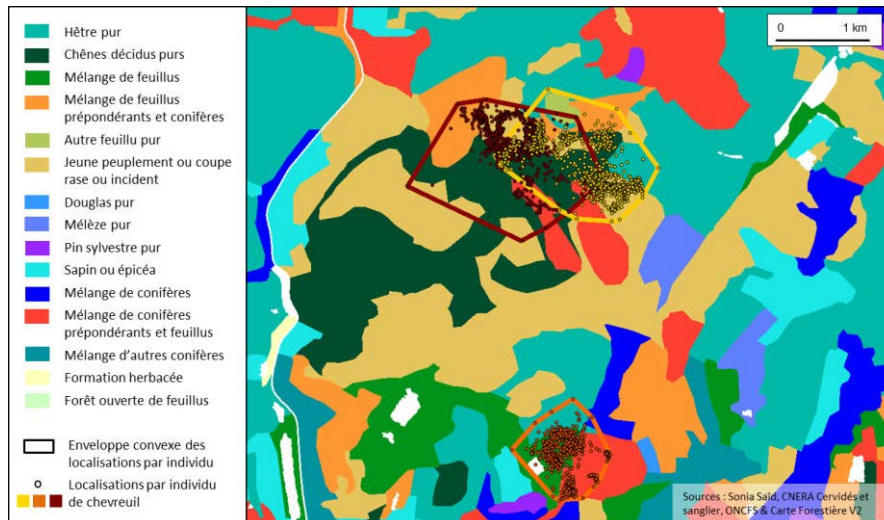 Hêtre pur
Chênes décidus purs
Mélange de feuillus
Mélange de feuillus
prépondérants et conifères
Autre feuillu pur
Jeune peuplement ou coupe
rase ou incident
Douglas pur
Mélèze pur
Pin sylvestre pur
Sapin ou épicéa
Mélange de conifères
Mélange de conifères
prépondérants et feuillus
Mélange d'autres conifères
Formation herbacée
Forêt ouverte de feuillus
Enveloppe convexe des
localisations par individu
Localisations par individu
de chevreuil
0 1 km
Sources : Sonia Saïd, CNERA Cervidés et
sanglier, ONCFS & Carte Forestière V2